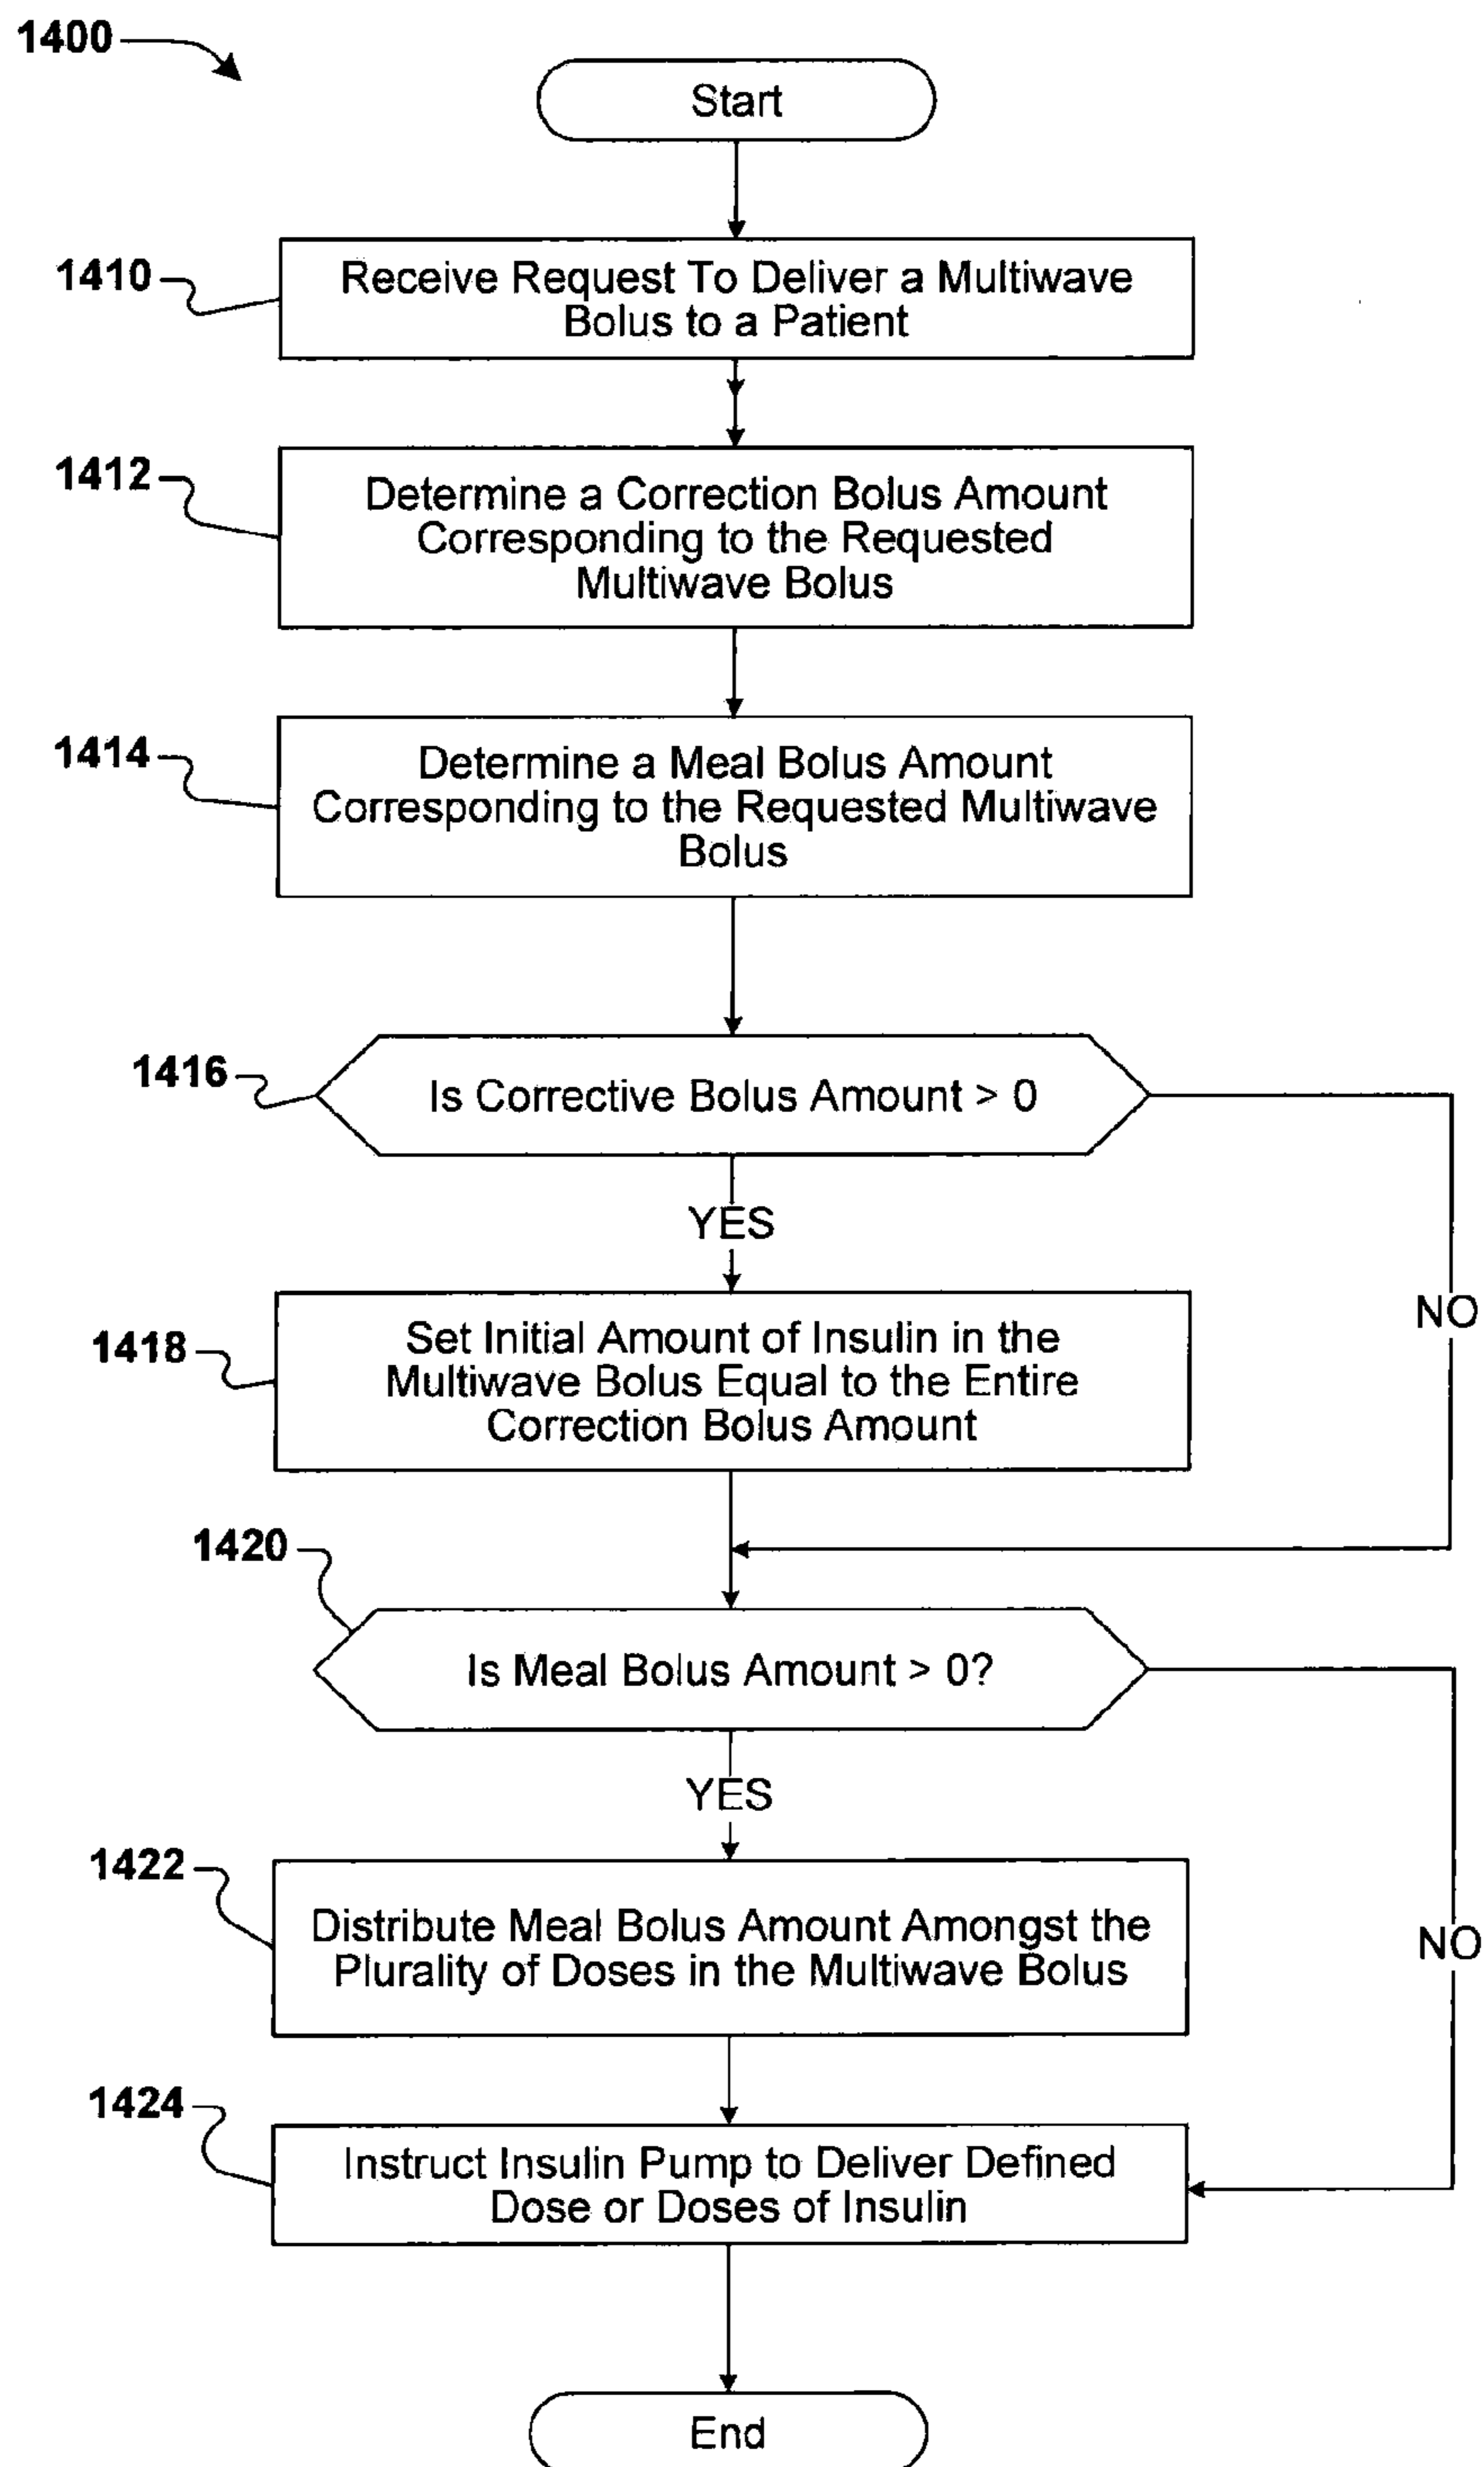 1400
Start
1410
Receive Request To Deliver a Multiwave
Bolus to a Patient
1412
Determine a Correction Bolus Amount
Corresponding to the Requested
Multiwave Bolus
1414
Determine a Meal Bolus Amount
Corresponding to the Requested Multiwave
Bolus
1416
Is Corrective Bolus Amount > 0
YES
NO
1418
Set Initial Amount of Insulin in the
Multiwave Bolus Equal to the Entire
Correction Bolus Amount
1420
Is Meal Bolus Amount > 0?
YES
NO
1422
Distribute Meal Bolus Amount Amongst the
Plurality of Doses in the Multiwave Bolus
1424
Instruct Insulin Pump to Deliver Defined
Dose or Doses of Insulin
End